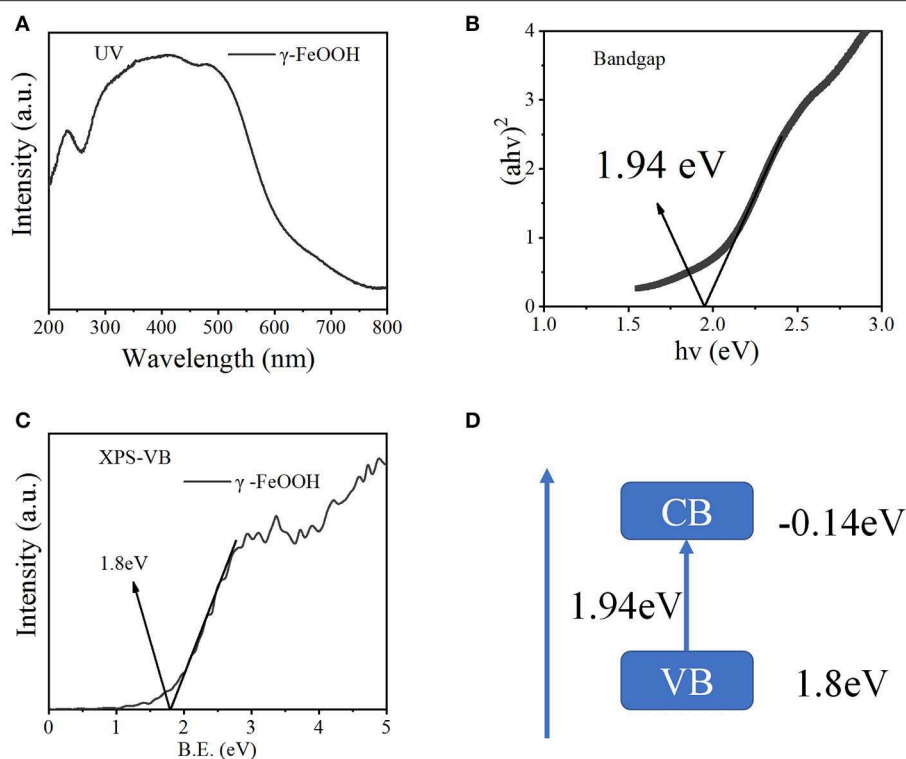 A
UV
γ-FeOOH
Intensity (a.u.)
200 300 400 500 600 700 800
Wavelength (nm)
B
Bandgap
1.94 eV
(ahν)²
4
3
2
1
0
1.0 1.5 2.0 2.5 3.0
hν (eV)
C
XPS-VB
γ -FeOOH
1.8eV
Intensity (a.u.)
0 1 2 3 4 5
B.E. (eV)
D
CB
-0.14eV
1.94eV
VB
1.8eV